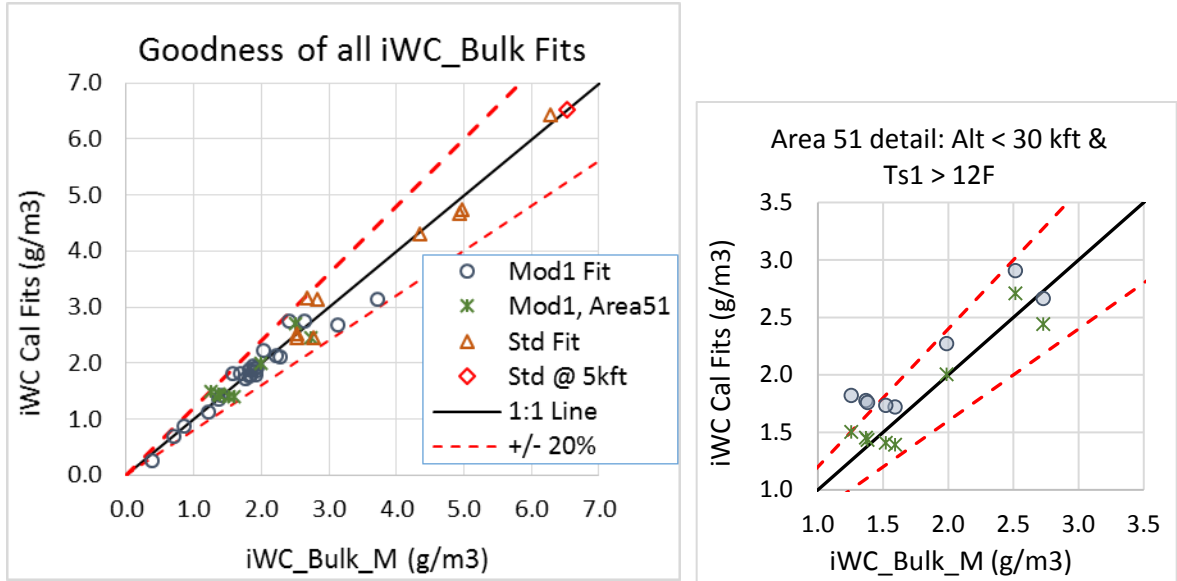 Goodness of all iWC_Bulk Fits
7.0
6.0
5.0
4.0
3.0
2.0
1.0
0.0
iWC Cal Fits (g/m3)
Mod1 Fit
Mod1, Area51
Std Fit
Std @ 5kft
1:1 Line
+/- 20%
0.0 1.0 2.0 3.0 4.0 5.0 6.0 7.0
iWC_Bulk_M (g/m3)
Area 51 detail: Alt < 30 kft &
Ts1 > 12F
3.5
3.0
2.5
2.0
1.5
1.0
iWC Cal Fits (g/m3)
1.0 1.5 2.0 2.5 3.0 3.5
iWC_Bulk_M (g/m3)